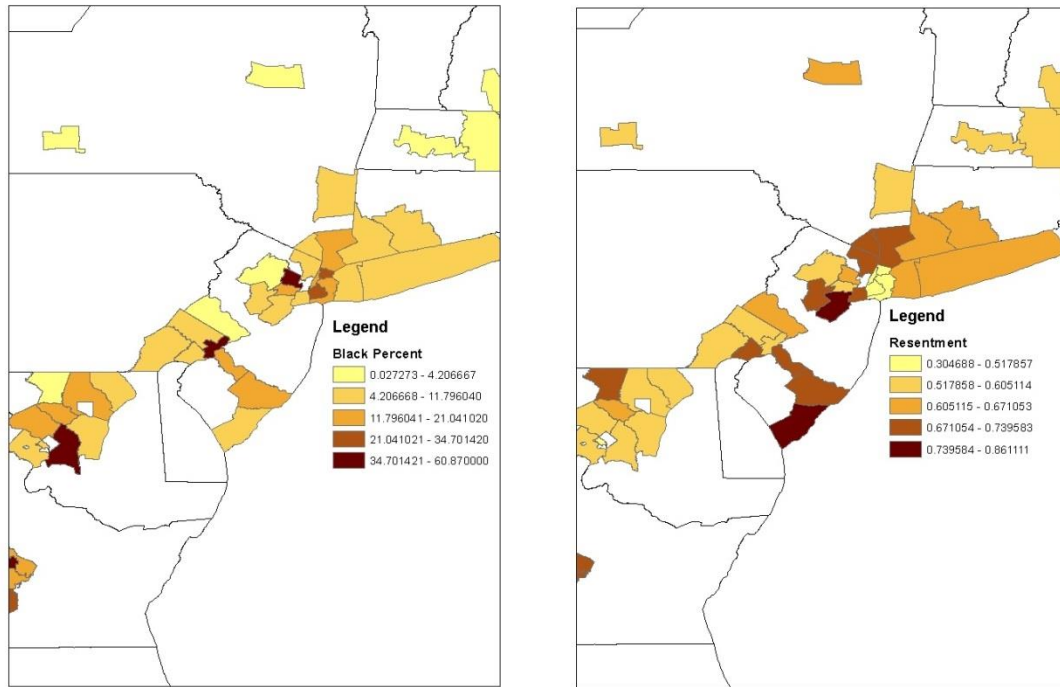 Legend
Black Percent
0.027273 - 4.206667
4.206668 - 11.796040
11.796041 - 21.041020
21.041021 - 34.701420
34.701421 - 60.870000
Legend
Resentment
0.304688 - 0.517857
0.517858 - 0.605114
0.605115 - 0.671053
0.671054 - 0.739583
0.739584 - 0.861111